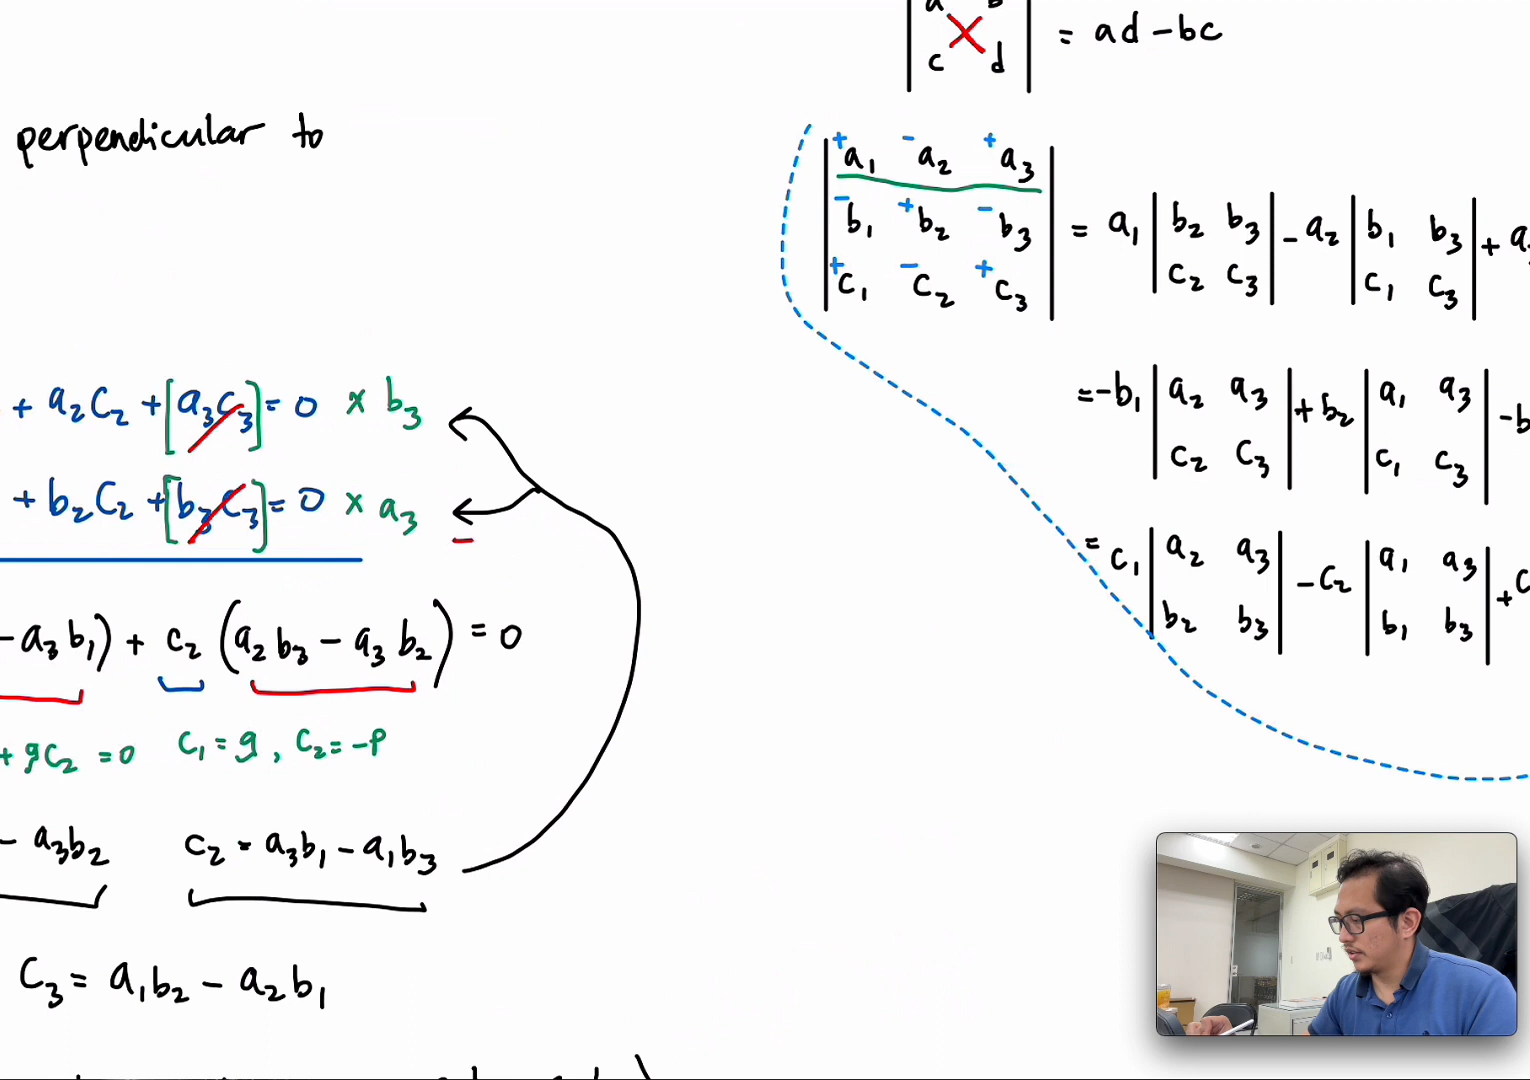 a b
c d = ad - bc
perpendicular to
+a₁ -a₂ +a₃
-b₁ +b₂ -b₃ = a₁ | b₂ b₃ | - a₂ | b₁ b₃ | + a
+c₁ -c₂ +c₃ | c₂ c₃ | | c₁ c₃ |
= -b₁ | a₂ a₃ | + b₂ | a₁ a₃ | - b
| c₂ c₃ | | c₁ c₃ |
+ a₂c₂ + [a₃c₃] = 0 × b₃
+ b₂c₂ + [b₃c₃] = 0 × a₃
= c₁ | a₂ a₃ | - c₂ | a₁ a₃ | + c
| b₂ b₃ | | b₁ b₃ |
- a₃b₁) + c₂ (a₂b₃ - a₃b₂) = 0
+ qc₂ = 0 c₁ = q, c₂ = -p
- a₃b₂ c₂ = a₃b₁ - a₁b₃
c₃ = a₁b₂ - a₂b₁